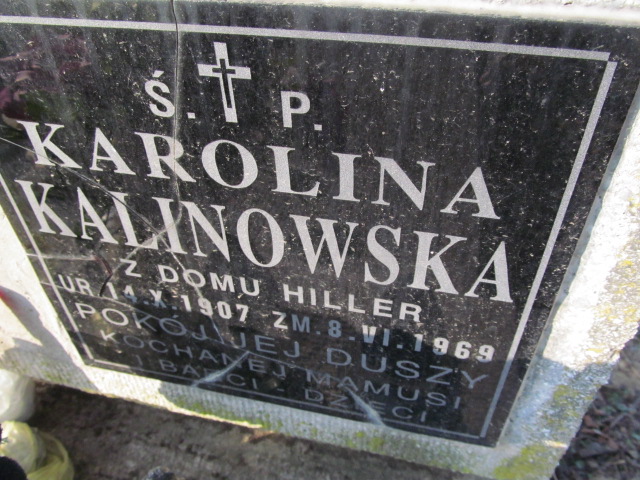 Ś. P.
KAROLINA
KALINOWSKA
Z DOMU HILLER
UR 14.X.1907 ZM 8.VI.1969
POKÓJ JEJ DUSZY
KOCHANEJ MAMUSI
I BABCI - DZIECI